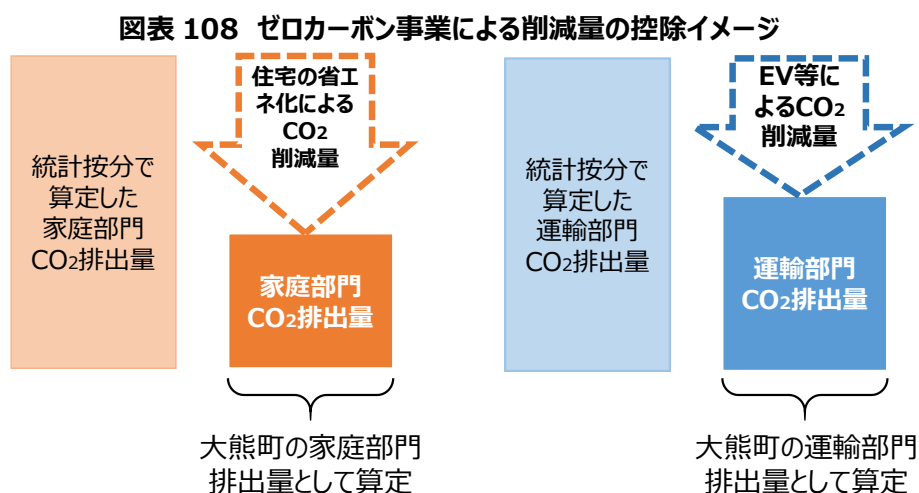 図表 108 ゼロカーボン事業による削減量の控除イメージ
統計按分で
算定した
家庭部門
CO2排出量
住宅の省エ
ネ化による
CO2
削減量
家庭部門
CO2排出量
大熊町の家庭部門
排出量として算定
統計按分で
算定した
運輸部門
CO2排出量
EV等に
よるCO2
削減量
運輸部門
CO2排出量
大熊町の運輸部門
排出量として算定